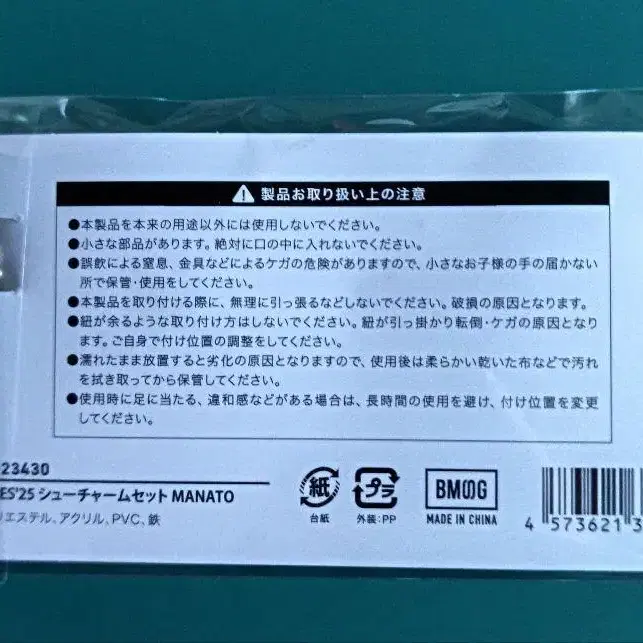 製品お取り扱い上の注意
●本製品を本来の用途以外には使用しないでください。
●小さな部品があります。絶対に口の中に入れないでください。
●誤飲による窒息、金具などによるケガの危険がありますので、小さなお子様の手の届かない
所で保管・使用をしてください。
●本製品を取り付ける際に、無理に引っ張るなどしないでください。破損の原因となります。
●紐が余るような取り付け方はしないでください。紐が引っ掛かり転倒・ケガの原因となり
ます。ご自身で付け位置の調整をしてください。
●濡れたまま放置すると劣化の原因となりますので、使用後は柔らかい乾いた布などで汚れ
を拭き取ってから保管してください。
●使用時に足に当たる、違和感などがある場合は、長時間の使用を避け、付け位置を変更
してください。
23430
ES'25 シューチャームセット MANATO
エステル、アクリル、PVC、鉄
紙
台紙
プラ
外装:PP
BMSG
MADE IN CHINA
4 573621 3